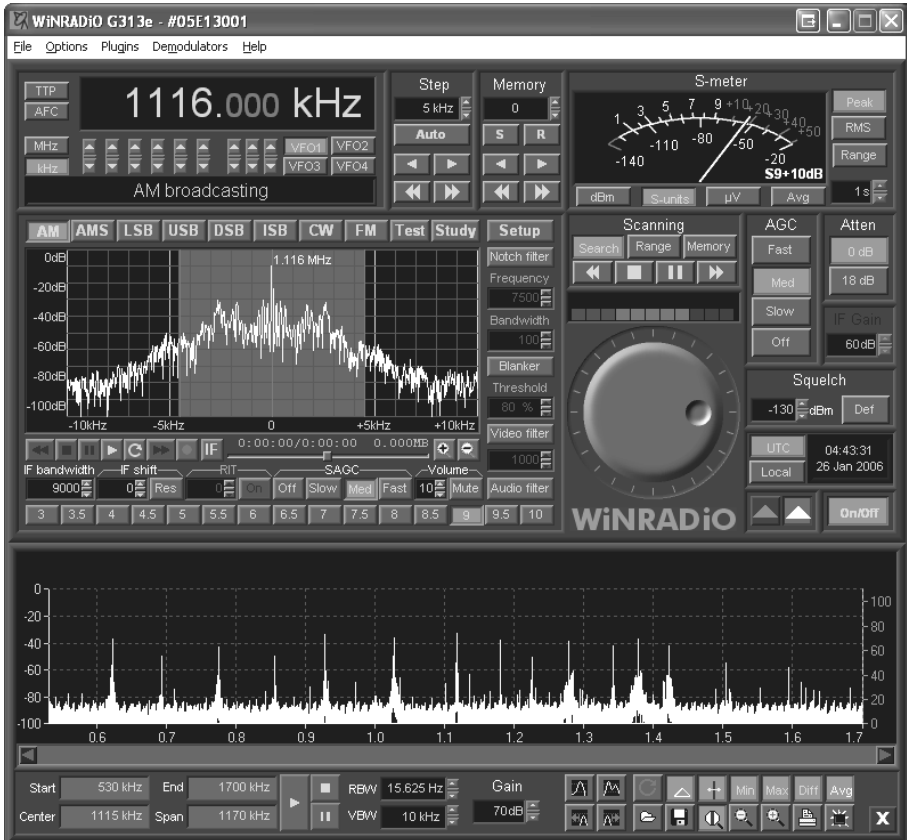 WiNRADiO G313e - #05E13001
File Options Plugins Demodulators Help
TTP
AFC
1116.000 kHz
MHz
kHz
VFO1 VFO2
VFO3 VFO4
AM broadcasting
Step
5 kHz
Auto
Memory
0
S R
S-meter
1 3 5 7 9 +10 +20 +30 +40 +50
-140 -110 -80 -50 -20
S9+10dB
dBm S-units µV Avg
Peak
RMS
Range
1 s
AM AMS LSB USB DSB ISB CW FM Test Study
0dB
-20dB
-40dB
-60dB
-80dB
-100dB
1.116 MHz
-10kHz -5kHz 0 +5kHz +10kHz
IF 0:00:00/0:00:00 0.000MB
IF bandwidth IF shift RIT SAGC Volume
9000 0 Res 0 On Off Slow Med Fast 10 Mute
3 3.5 4 4.5 5 5.5 6 6.5 7 7.5 8 8.5 9 9.5 10
Setup
Notch filter
Frequency
7500
Bandwidth
100
Blanker
Threshold
80 %
Video filter
1000
Audio filter
Scanning
Search Range Memory
WiNRADiO
AGC
Fast
Med
Slow
Off
Atten
0 dB
18 dB
IF Gain
60dB
Squelch
-130 dBm Def
UTC
Local
04:43:31
26 Jan 2006
On/Off
0
-20
-40
-60
-80
-100
100
80
60
40
20
0
0.6 0.7 0.8 0.9 1.0 1.1 1.2 1.3 1.4 1.5 1.6 1.7
Start 530 kHz End 1700 kHz
Center 1115 kHz Span 1170 kHz
RBW 15.625 Hz
VBW 10 kHz
Gain
70dB
Min Max Diff Avg
X